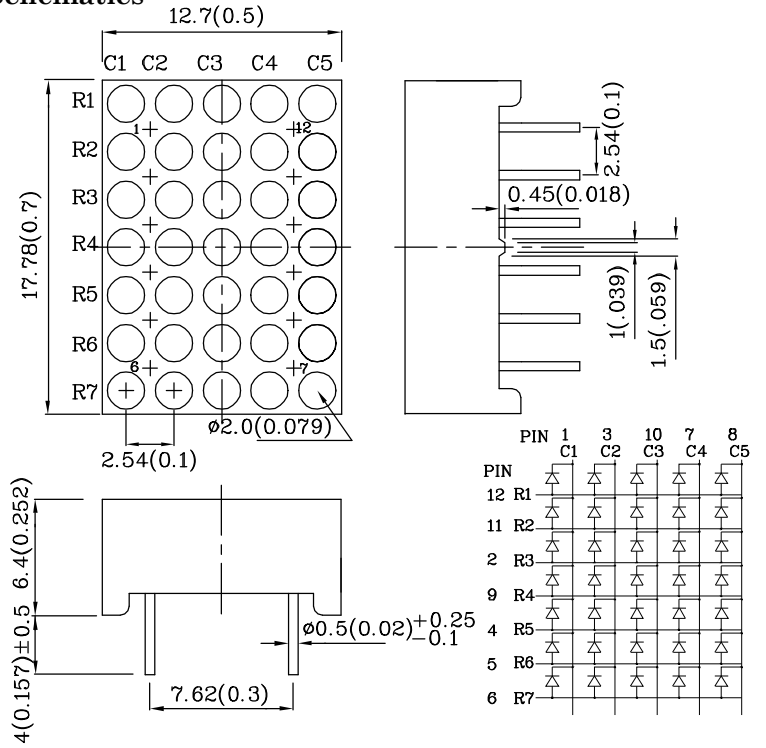 12.7(0.5)
C1 C2 C3 C4 C5
R1
1 12
R2
R3
R4
R5
R6
6 7
R7
17.78(0.7)
ø2.0(0.079)
2.54(0.1)
2.54(0.1)
0.45(0.018)
1(.039)
1.5(.059)
6.4(0.252)
4(0.157)±0.5
ø0.5(0.02)+0.25
-0.1
7.62(0.3)
PIN 1 3 10 7 8
C1 C2 C3 C4 C5
PIN
12 R1
11 R2
2 R3
9 R4
4 R5
5 R6
6 R7